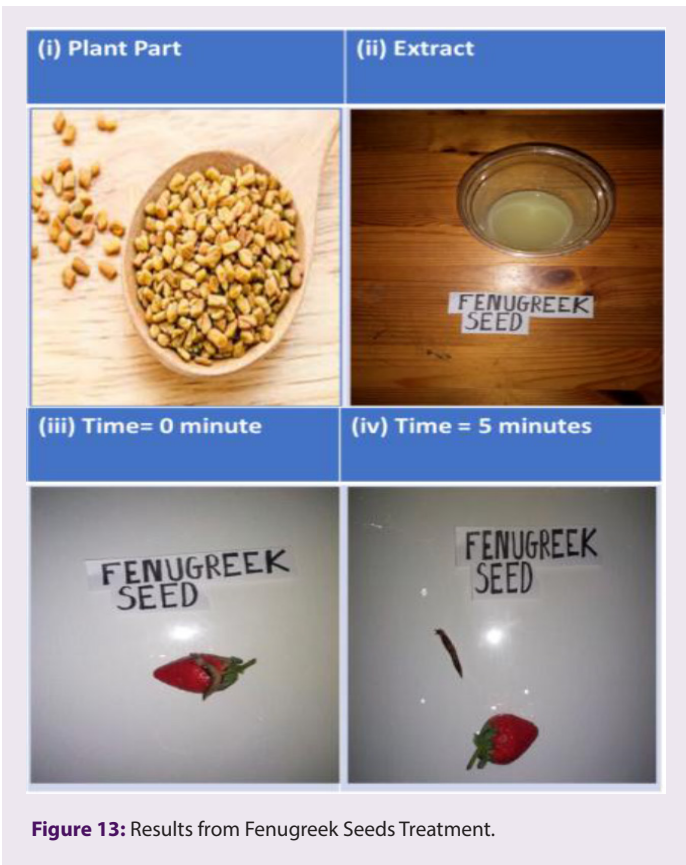 (i) Plant Part
(ii) Extract
FENUGREEK
SEED
(iii) Time= 0 minute
(iv) Time = 5 minutes
FENUGREEK
SEED
FENUGREEK
SEED
Figure 13: Results from Fenugreek Seeds Treatment.